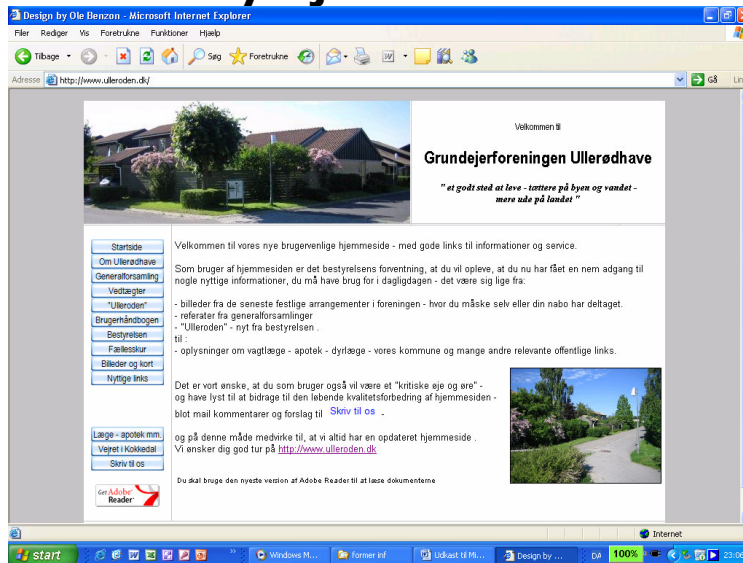 Design by Ole Benzon - Microsoft Internet Explorer
Filer Rediger Vis Foretrukne Funktioner Hjælp
Tilbage Søg Foretrukne
Adresse http://www.ulleroden.dk/ Gå
Velkommen til
Grundejerforeningen Ullerødhave
" et godt sted at leve - tættere på byen og vandet -
mere ude på landet "
Startside
Om Ullerødhave
Generalforsamling
Vedtægter
"Ulleroden"
Brugerhåndbogen
Bestyrelsen
Fællesskur
Billeder og kort
Nyttige links
Læge - apotek mm.
Vejret i Kokkedal
Skriv til os
Get Adobe
Reader
Velkommen til vores nye brugervenlige hjemmeside - med gode links til informationer og service.
Som bruger af hjemmesiden er det bestyrelsens forventning, at du vil opleve, at du nu har fået en nem adgang til
nogle nyttige informationer, du må have brug for i dagligdagen - det være sig lige fra:
- billeder fra de seneste festlige arrangementer i foreningen - hvor du måske selv eller din nabo har deltaget.
- referater fra generalforsamlinger
- "Ulleroden" - nyt fra bestyrelsen .
til :
- oplysninger om vagtlæge - apotek - dyrlæge - vores kommune og mange andre relevante offentlige links.
Det er vort ønske, at du som bruger også vil være et "kritiske øje og øre" -
og have lyst til at bidrage til den løbende kvalitetsforbedring af hjemmesiden -
blot mail kommentarer og forslag til Skriv til os -
og på denne måde medvirke til, at vi altid har en opdateret hjemmeside .
Vi ønsker dig god tur på http://www.ulleroden.dk
Du skal bruge den nyeste version af Adobe Reader til at læse dokumenterne
Internet
start Windows M... former inf Udkast til Mi... Design by ... DA 100% 23:06